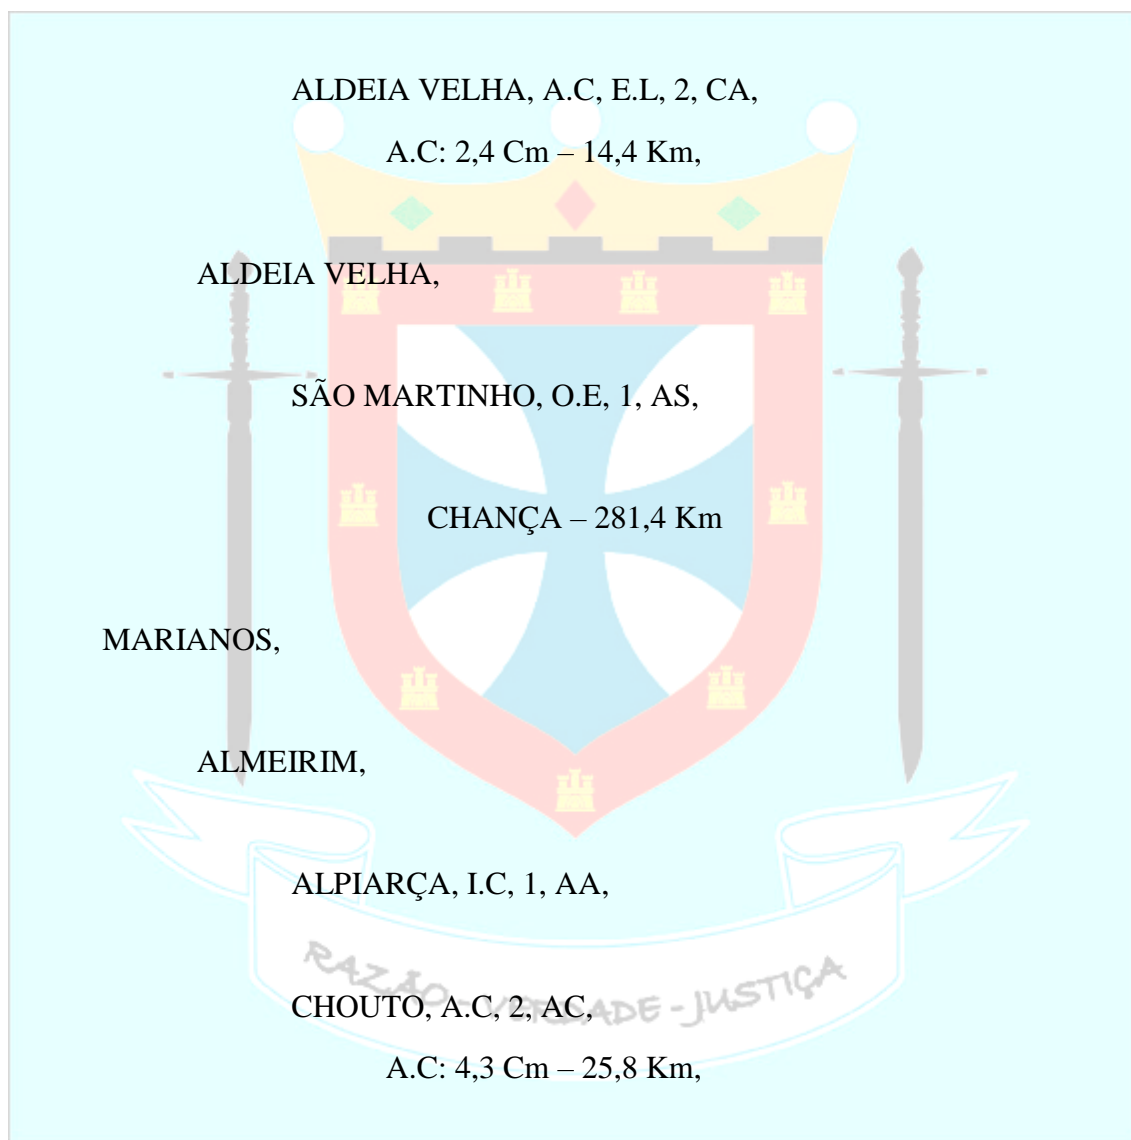 ALDEIA VELHA, A.C, E.L, 2, CA,
A.C: 2,4 Cm – 14,4 Km,
ALDEIA VELHA,
SÃO MARTINHO, O.E, 1, AS,
CHANÇA – 281,4 Km
MARIANOS,
ALMEIRIM,
ALPIARÇA, I.C, 1, AA,
RAZÃO - VERDADE - JUSTIÇA
CHOUTO, A.C, 2, AC,
A.C: 4,3 Cm – 25,8 Km,